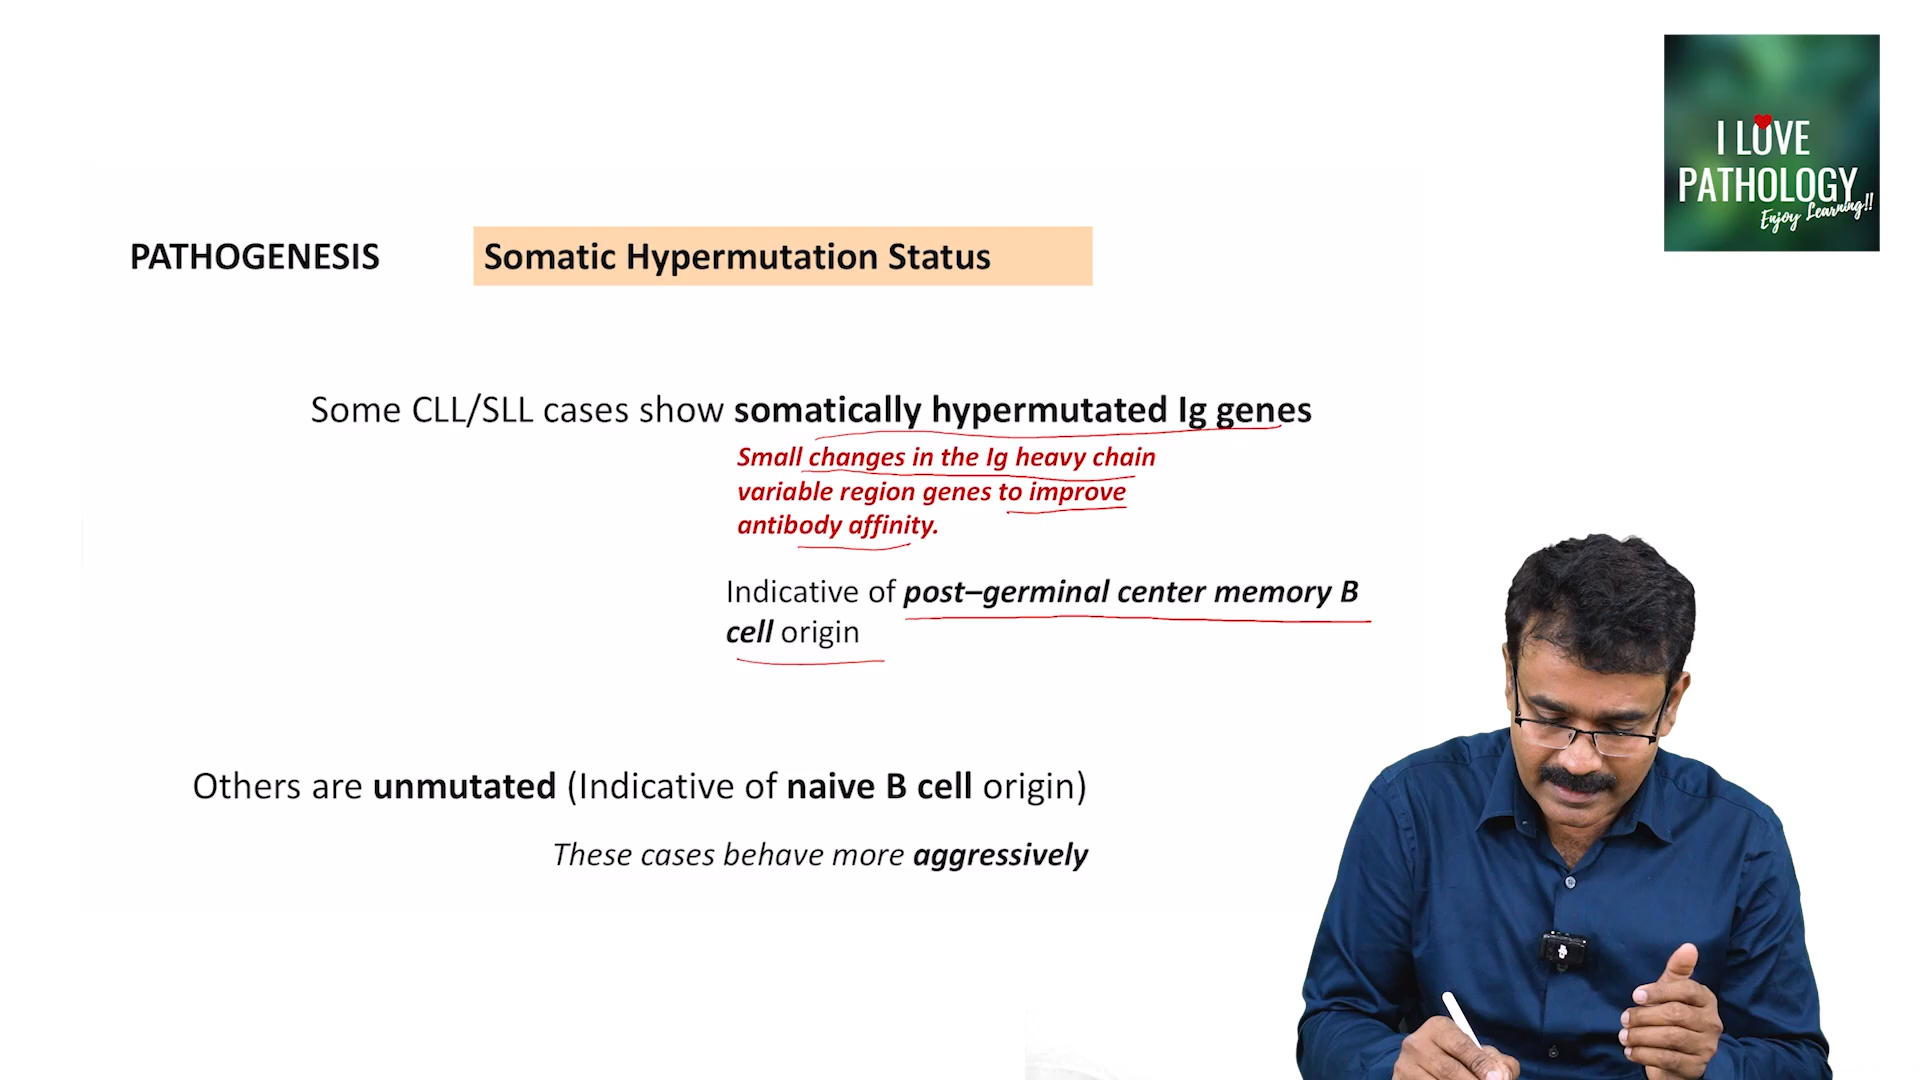 I LOVE
PATHOLOGY
Enjoy Learning!!
PATHOGENESIS
Somatic Hypermutation Status
Some CLL/SLL cases show somatically hypermutated Ig genes
Small changes in the Ig heavy chain
variable region genes to improve
antibody affinity.
Indicative of post–germinal center memory B
cell origin
Others are unmutated (Indicative of naive B cell origin)
These cases behave more aggressively